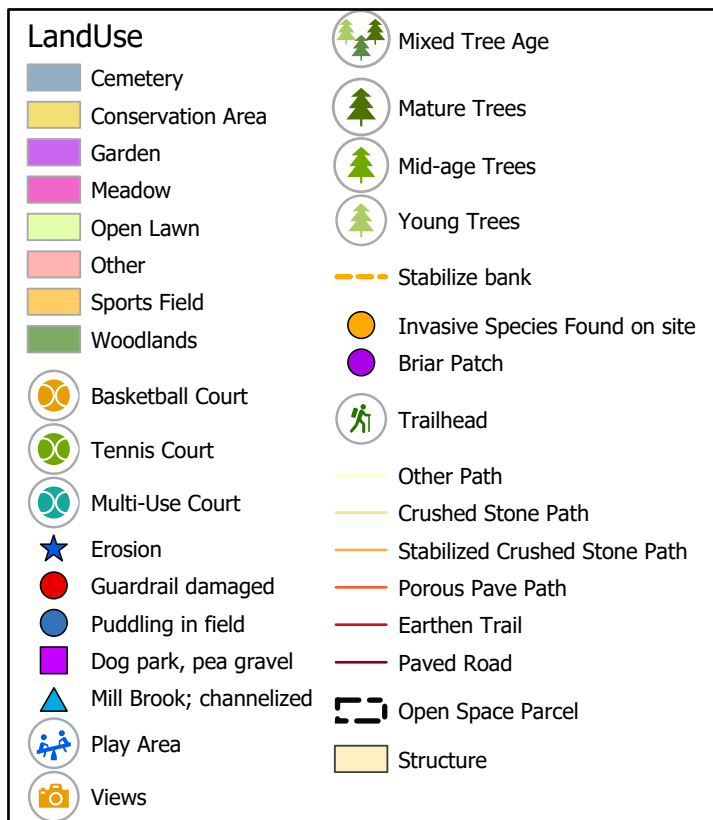 LandUse
Cemetery
Conservation Area
Garden
Meadow
Open Lawn
Other
Sports Field
Woodlands
Basketball Court
Tennis Court
Multi-Use Court
Erosion
Guardrail damaged
Puddling in field
Dog park, pea gravel
Mill Brook; channelized
Play Area
Views
Mixed Tree Age
Mature Trees
Mid-age Trees
Young Trees
Stabilize bank
Invasive Species Found on site
Briar Patch
Trailhead
Other Path
Crushed Stone Path
Stabilized Crushed Stone Path
Porous Pave Path
Earthen Trail
Paved Road
Open Space Parcel
Structure